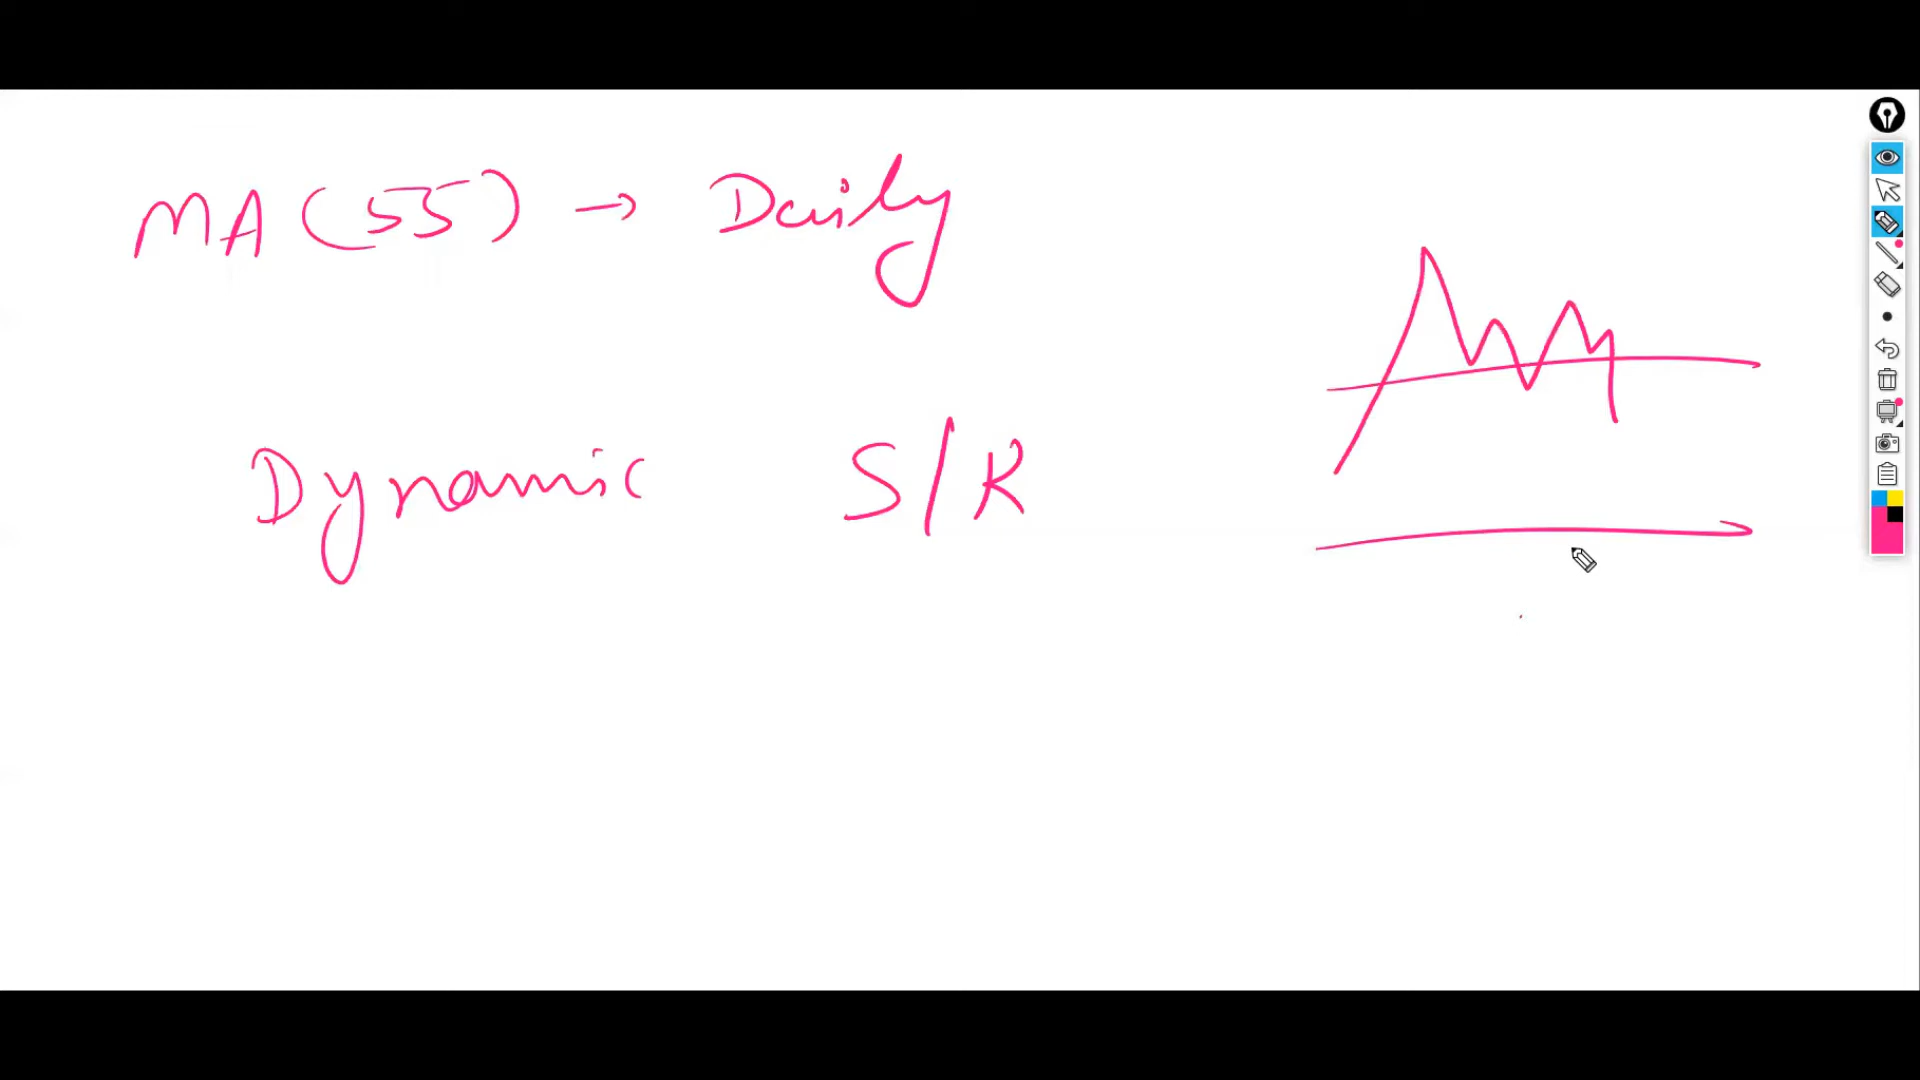 MA (55) → Daily
Dynamic S/R